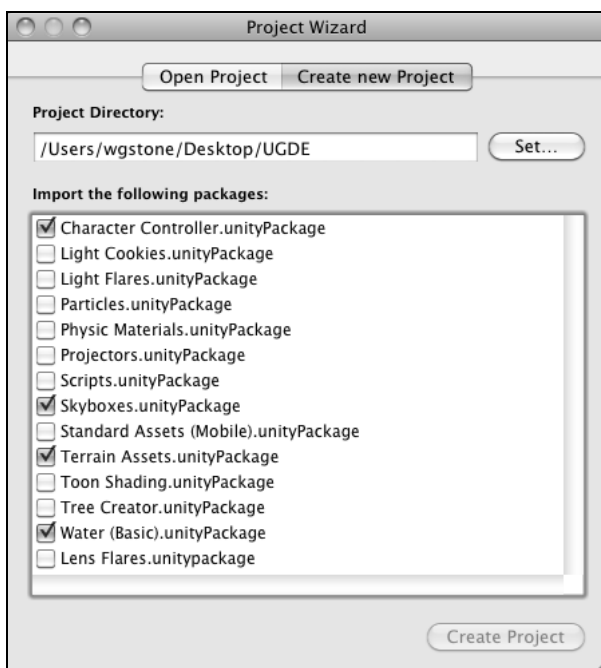 Project Wizard
Open Project Create new Project
Project Directory:
/Users/wgstone/Desktop/UGDE Set...
Import the following packages:
Character Controller.unityPackage
Light Cookies.unityPackage
Light Flares.unityPackage
Particles.unityPackage
Physic Materials.unityPackage
Projectors.unityPackage
Scripts.unityPackage
Skyboxes.unityPackage
Standard Assets (Mobile).unityPackage
Terrain Assets.unityPackage
Toon Shading.unityPackage
Tree Creator.unityPackage
Water (Basic).unityPackage
Lens Flares.unitypackage
Create Project